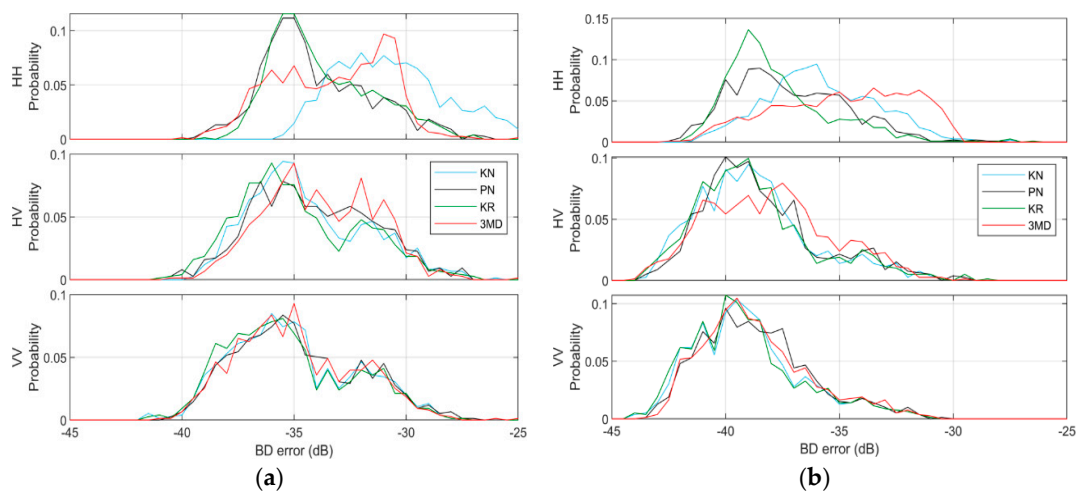 HH
Probability
0.1
0.05
0
HV
Probability
0.1
0.05
0
KN
PN
KR
3MD
VV
Probability
0.1
0.05
0
-45
-40
-35
-30
-25
BD error (dB)
(a)
HH
Probability
0.15
0.1
0.05
0
HV
Probability
0.1
0.05
0
KN
PN
KR
3MD
VV
Probability
0.1
0.05
0
-45
-40
-35
-30
-25
BD error (dB)
(b)